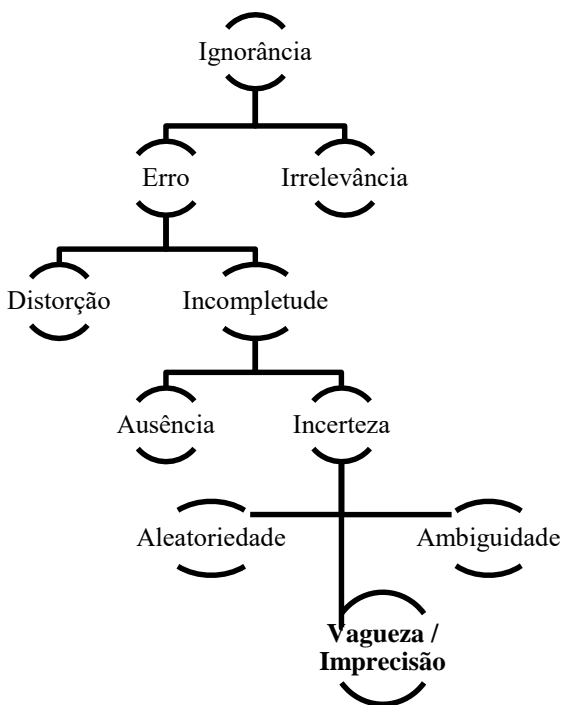 Ignorância
Erro
Irrelevância
Distorção
Incompletude
Ausência
Incerteza
Aleatoriedade
Ambiguidade
Vagueza /
Imprecisão